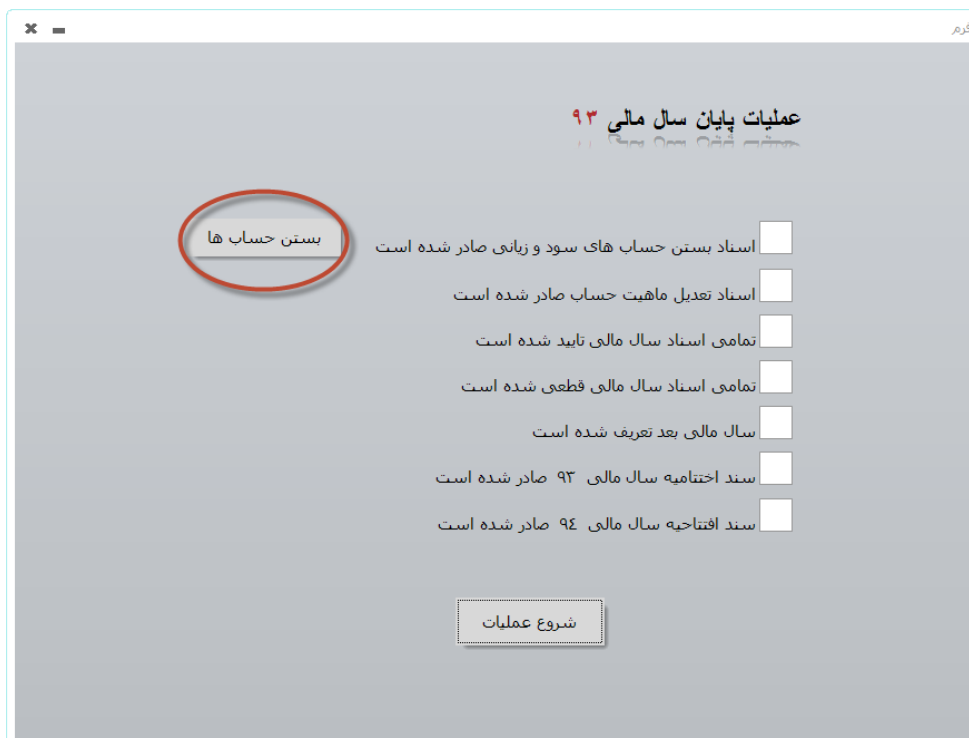 فرم
عملیات پایان سال مالی ۹۳
اسناد بستن حساب های سود و زیانی صادر شده است
بستن حساب ها
اسناد تعدیل ماهیت حساب صادر شده است
تمامی اسناد سال مالی تایید شده است
تمامی اسناد سال مالی قطعی شده است
سال مالی بعد تعریف شده است
سند اختتامیه سال مالی ۹۳ صادر شده است
سند افتتاحیه سال مالی ۹٤ صادر شده است
شروع عملیات